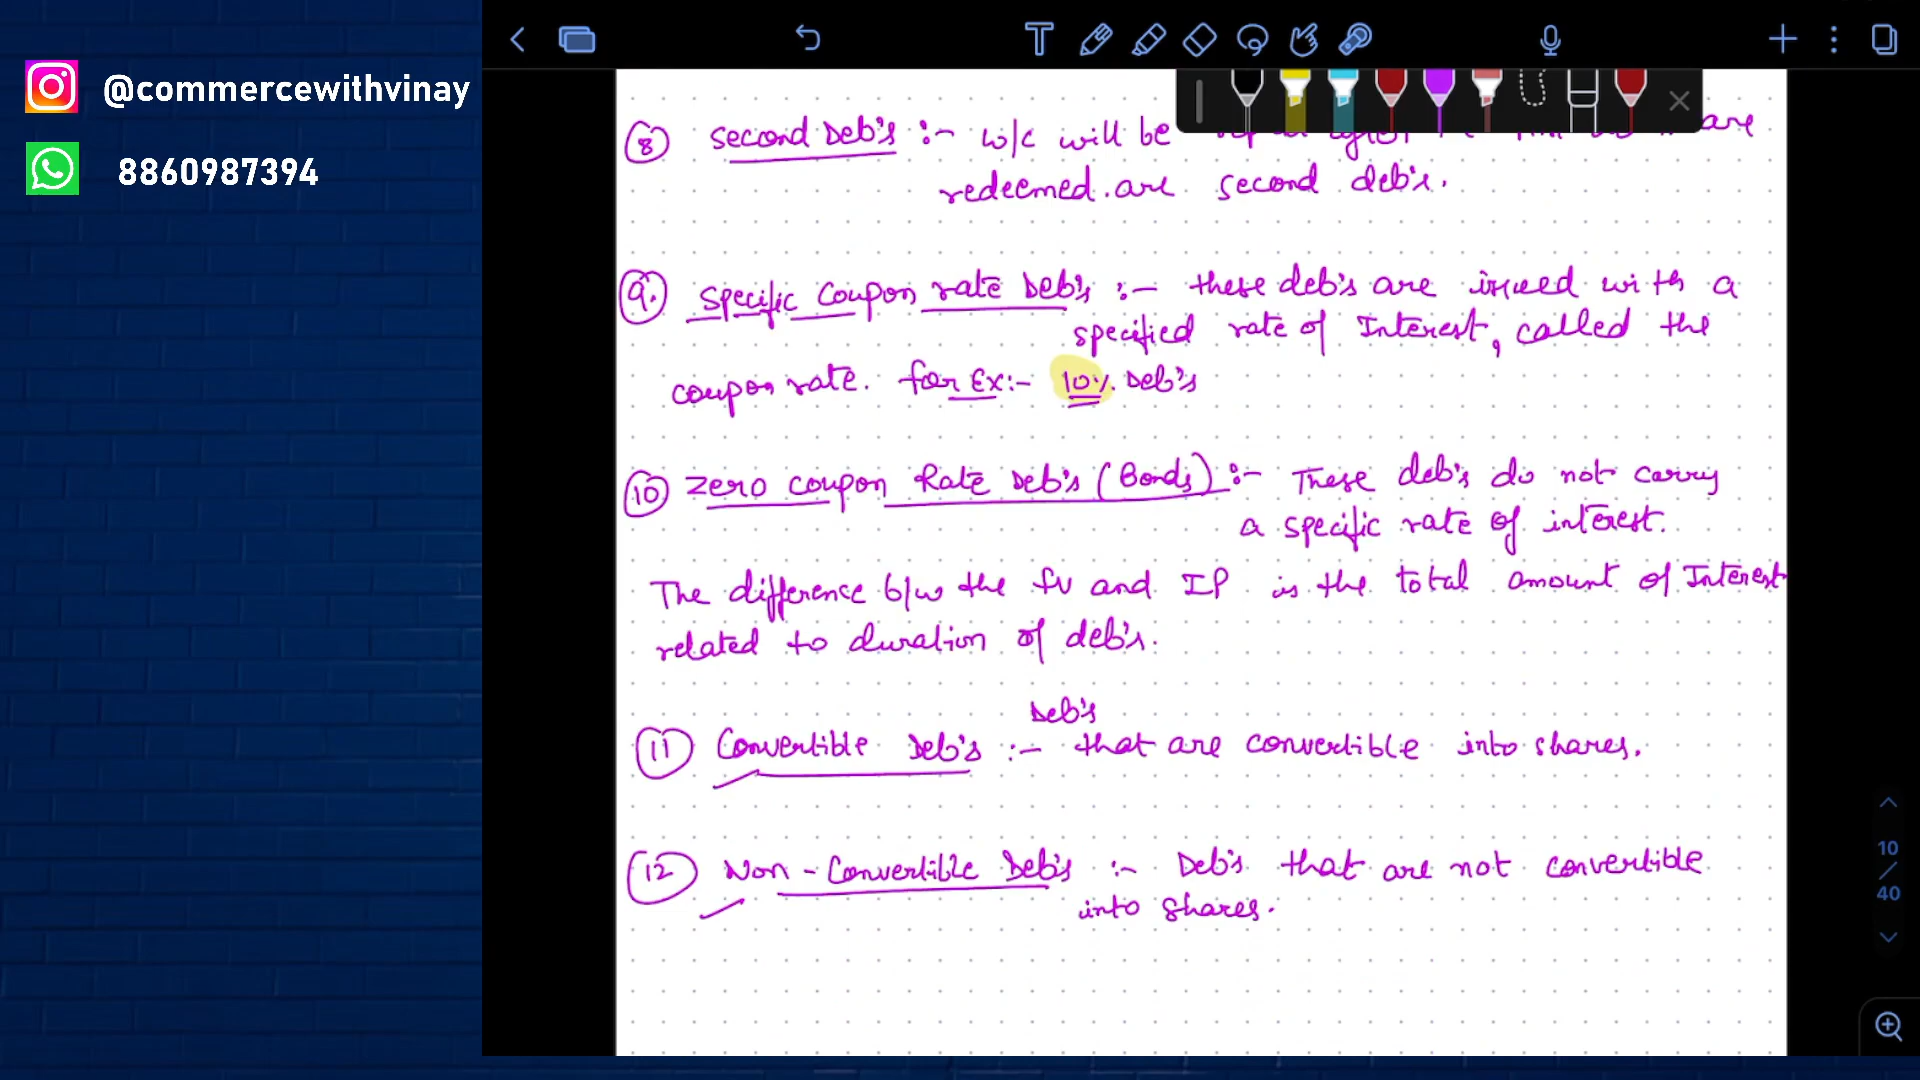 @commercewithvinay
8860987394
8 Second Deb's :- w/c will be are
redeemed. are second deb's.
9. Specific Coupon rate Deb's :- these deb's are issued with a
specified rate of Interest, called the
coupon rate. for Ex:- 10% Deb's
10 Zero coupon Rate Deb's (Bonds) :- These deb's do not carry
a specific rate of interest.
The difference b/w the fv and IP is the total amount of Interest
related to duration of deb's.
Deb's
11 Convertible Deb's :- that are convertible into shares.
12 Non-Convertible Deb's :- Deb's that are not convertible
into shares.
10
/
40